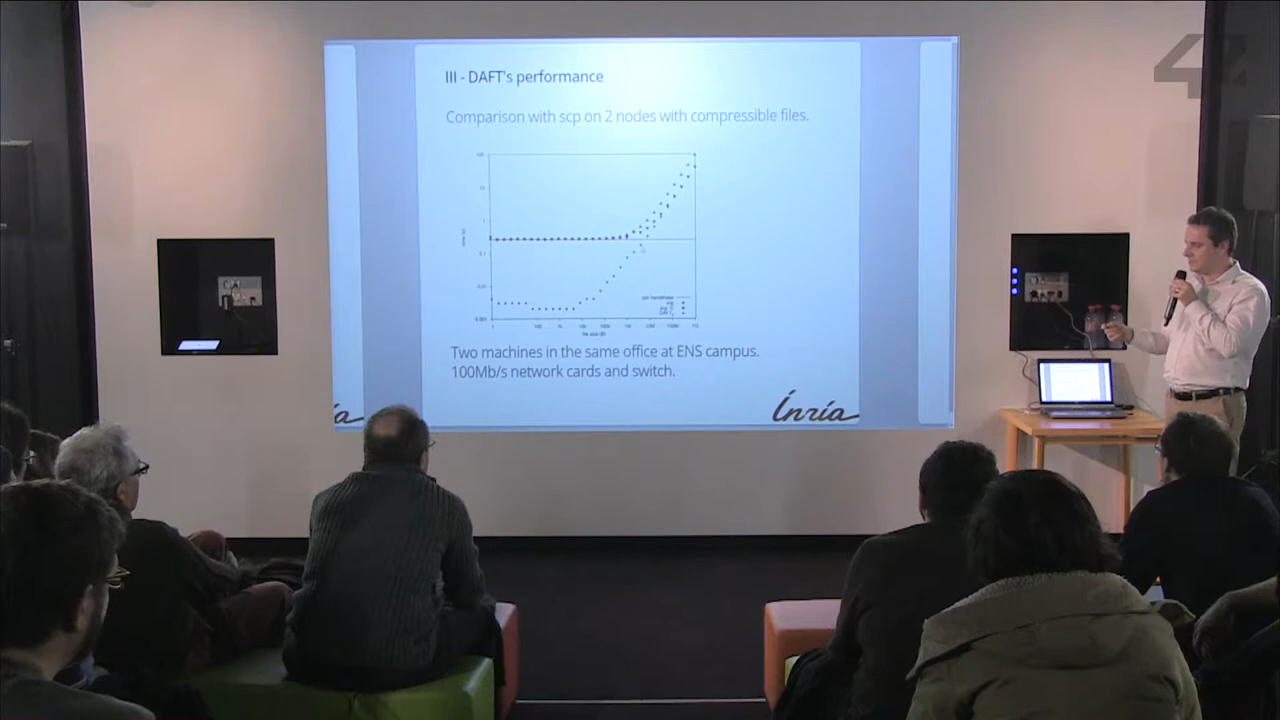 42
III - DAFT's performance
Comparison with scp on 2 nodes with compressible files.
Two machines in the same office at ENS campus.
100Mb/s network cards and switch.
Inria